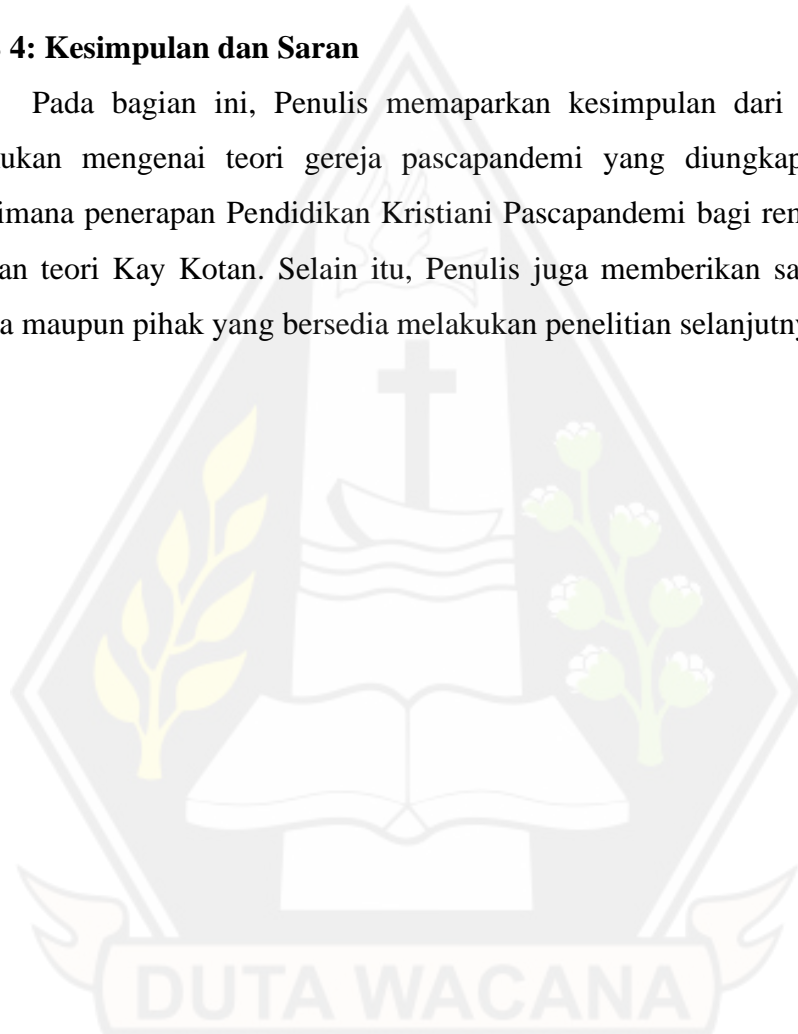 4: Kesimpulan dan Saran
Pada bagian ini, Penulis memaparkan kesimpulan dari
ukan mengenai teori gereja pascapandemi yang diungkap
imana penerapan Pendidikan Kristiani Pascapandemi bagi ren
an teori Kay Kotan. Selain itu, Penulis juga memberikan sa
a maupun pihak yang bersedia melakukan penelitian selanjutny
DUTA WACANA